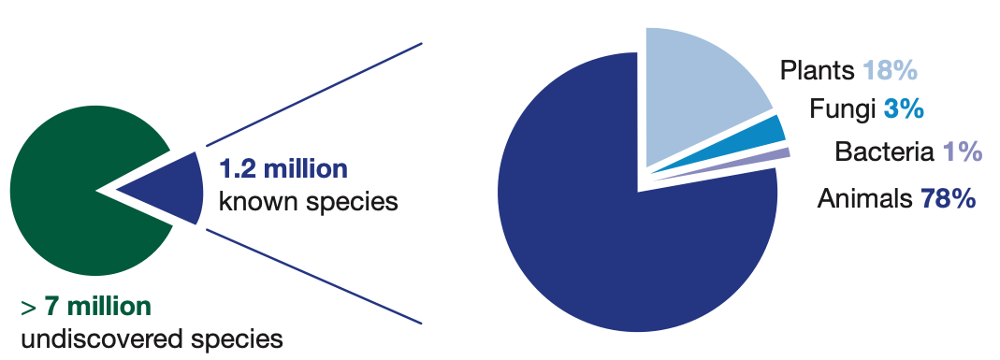 Plants 18%
Fungi 3%
Bacteria 1%
1.2 million
known species
Animals 78%
> 7 million
undiscovered species